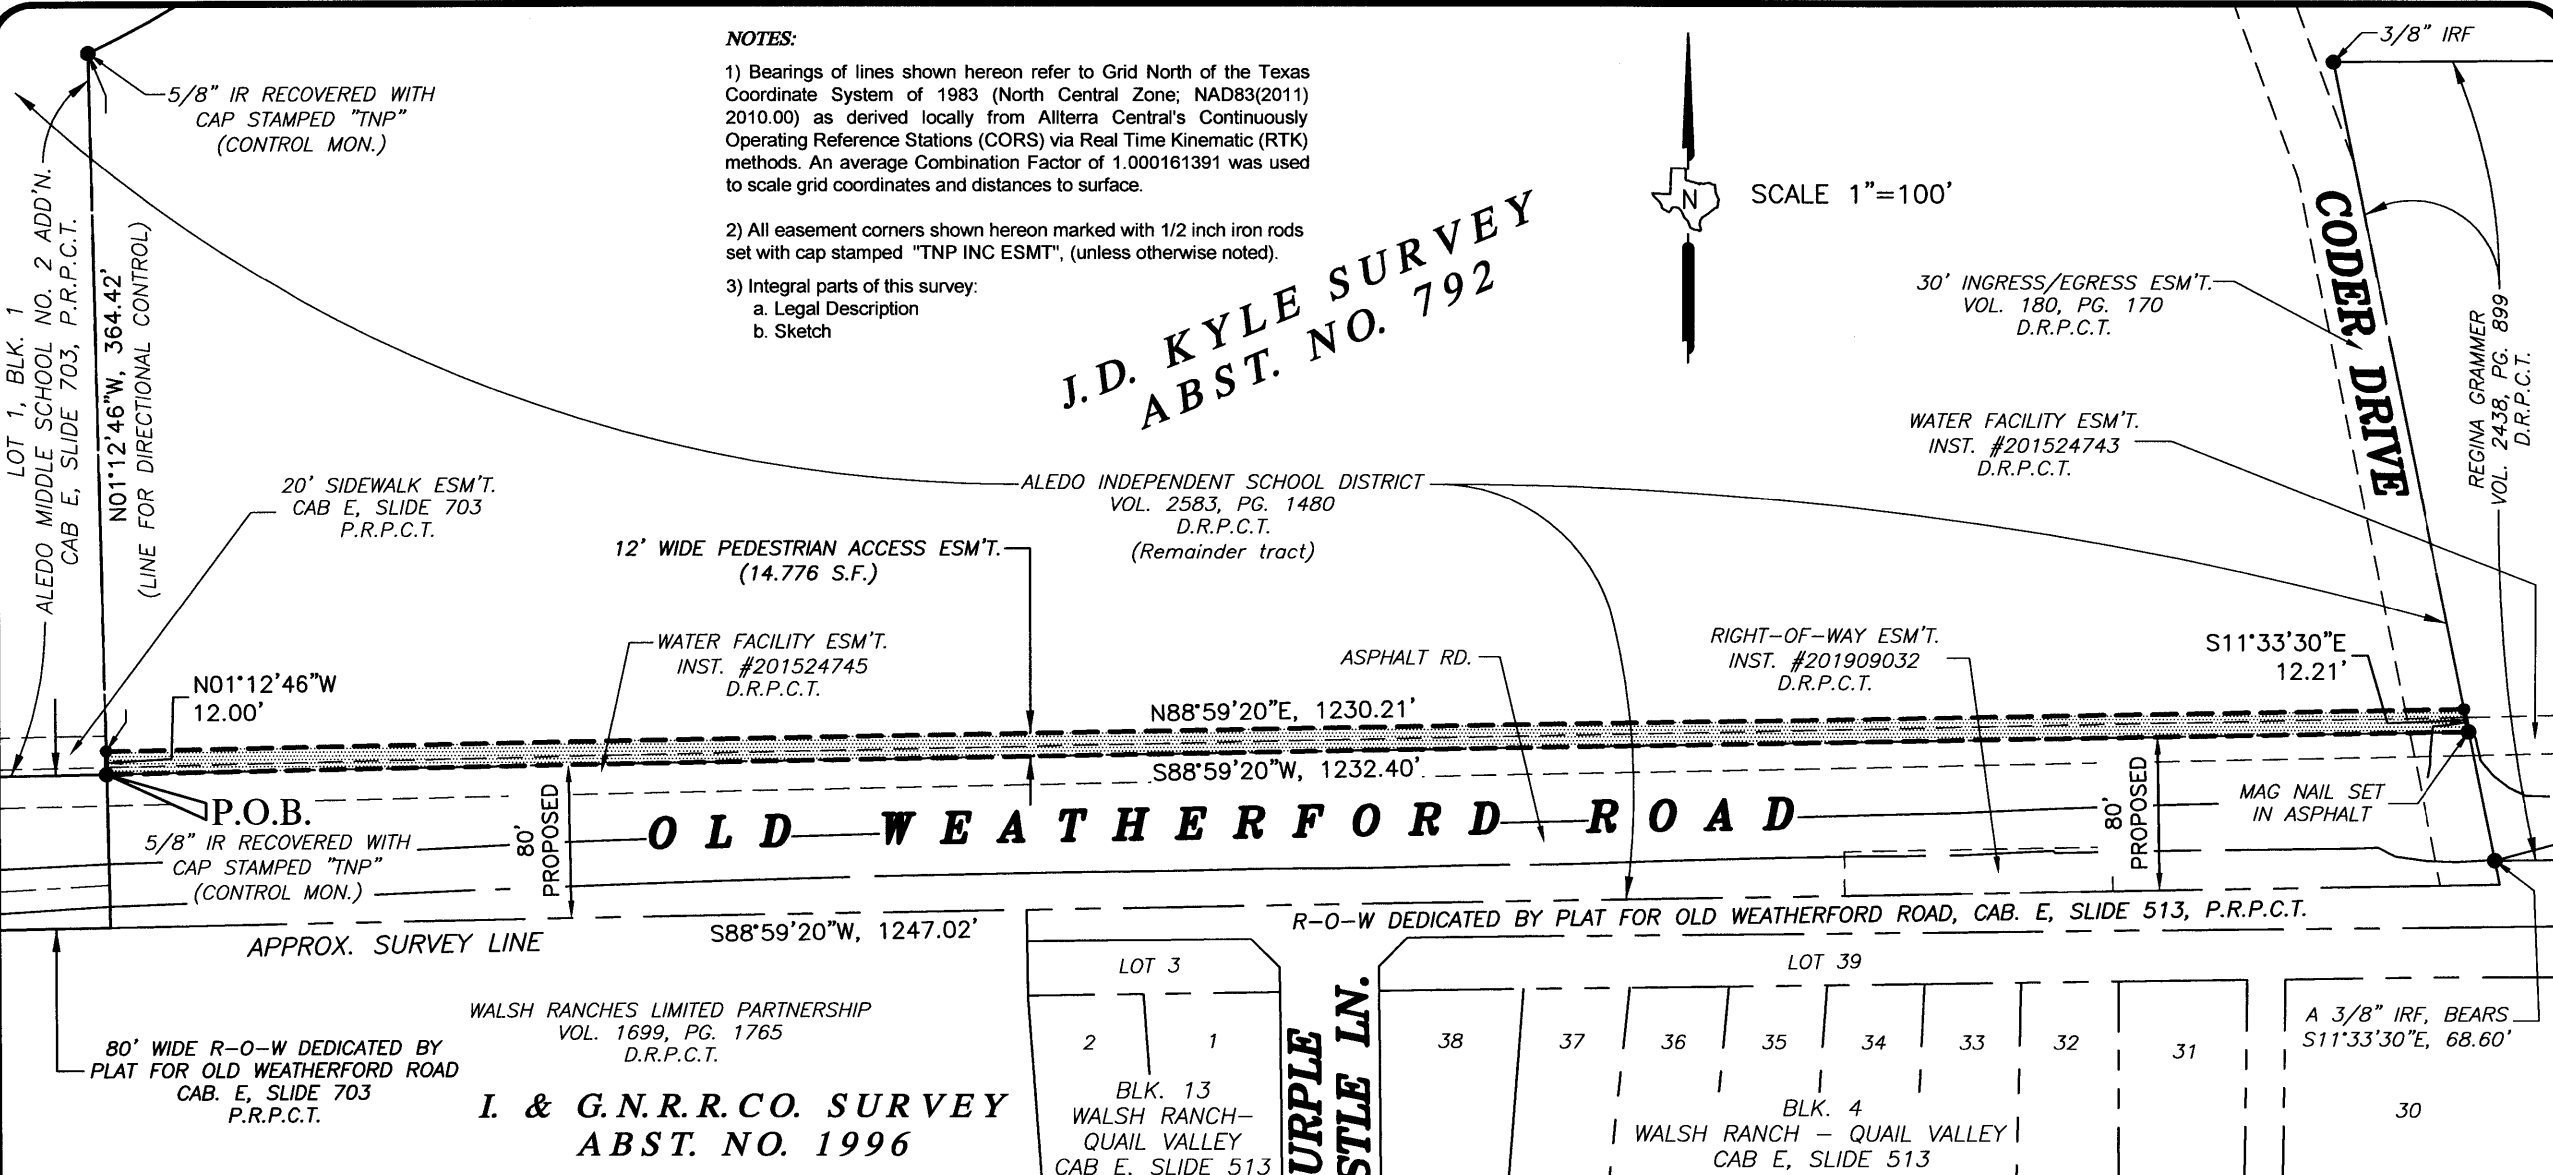 NOTES:
1) Bearings of lines shown hereon refer to Grid North of the Texas
Coordinate System of 1983 (North Central Zone; NAD83(2011)
2010.00) as derived locally from Allterra Central's Continuously
Operating Reference Stations (CORS) via Real Time Kinematic (RTK)
methods. An average Combination Factor of 1.000161391 was used
to scale grid coordinates and distances to surface.
2) All easement corners shown hereon marked with 1/2 inch iron rods
set with cap stamped "TNP INC ESMT", (unless otherwise noted).
3) Integral parts of this survey:
a. Legal Description
b. Sketch
5/8" IR RECOVERED WITH
CAP STAMPED "TNP"
(CONTROL MON.)
LOT 1, BLK. 1
ALEDO MIDDLE SCHOOL NO. 2 ADD'N.
CAB E, SLIDE 703, P.R.P.C.T.
N01°12'46"W, 364.42'
(LINE FOR DIRECTIONAL CONTROL)
N
SCALE 1"=100'
3/8" IRF
J.D. KYLE SURVEY
ABST. NO. 792
CODER DRIVE
30' INGRESS/EGRESS ESM'T.
VOL. 180, PG. 170
D.R.P.C.T.
REGINA GRAMMER
VOL. 2438, PG. 899
D.R.P.C.T.
WATER FACILITY ESM'T.
INST. #201524743
D.R.P.C.T.
20' SIDEWALK ESM'T.
CAB E, SLIDE 703
P.R.P.C.T.
ALEDO INDEPENDENT SCHOOL DISTRICT
VOL. 2583, PG. 1480
D.R.P.C.T.
(Remainder tract)
12' WIDE PEDESTRIAN ACCESS ESM'T.
(14.776 S.F.)
WATER FACILITY ESM'T.
INST. #201524745
D.R.P.C.T.
ASPHALT RD.
RIGHT-OF-WAY ESM'T.
INST. #201909032
D.R.P.C.T.
S11°33'30"E
12.21'
N01°12'46"W
12.00'
N88°59'20"E, 1230.21'
S88°59'20"W, 1232.40'
P.O.B.
5/8" IR RECOVERED WITH
CAP STAMPED "TNP"
(CONTROL MON.)
80'
PROPOSED
OLD WEATHERFORD ROAD
80'
PROPOSED
MAG NAIL SET
IN ASPHALT
R-O-W DEDICATED BY PLAT FOR OLD WEATHERFORD ROAD, CAB. E, SLIDE 513, P.R.P.C.T.
S88°59'20"W, 1247.02'
APPROX. SURVEY LINE
LOT 3
LOT 39
WALSH RANCHES LIMITED PARTNERSHIP
VOL. 1699, PG. 1765
D.R.P.C.T.
A 3/8" IRF, BEARS
S11°33'30"E, 68.60'
80' WIDE R-O-W DEDICATED BY
PLAT FOR OLD WEATHERFORD ROAD
CAB. E, SLIDE 703
P.R.P.C.T.
2
1
38
37
36
35
34
33
32
31
30
I. & G.N.R.R.CO. SURVEY
ABST. NO. 1996
BLK. 13
WALSH RANCH-
QUAIL VALLEY
CAB E, SLIDE 513
URPLE
STLE LN.
BLK. 4
WALSH RANCH - QUAIL VALLEY
CAB E, SLIDE 513